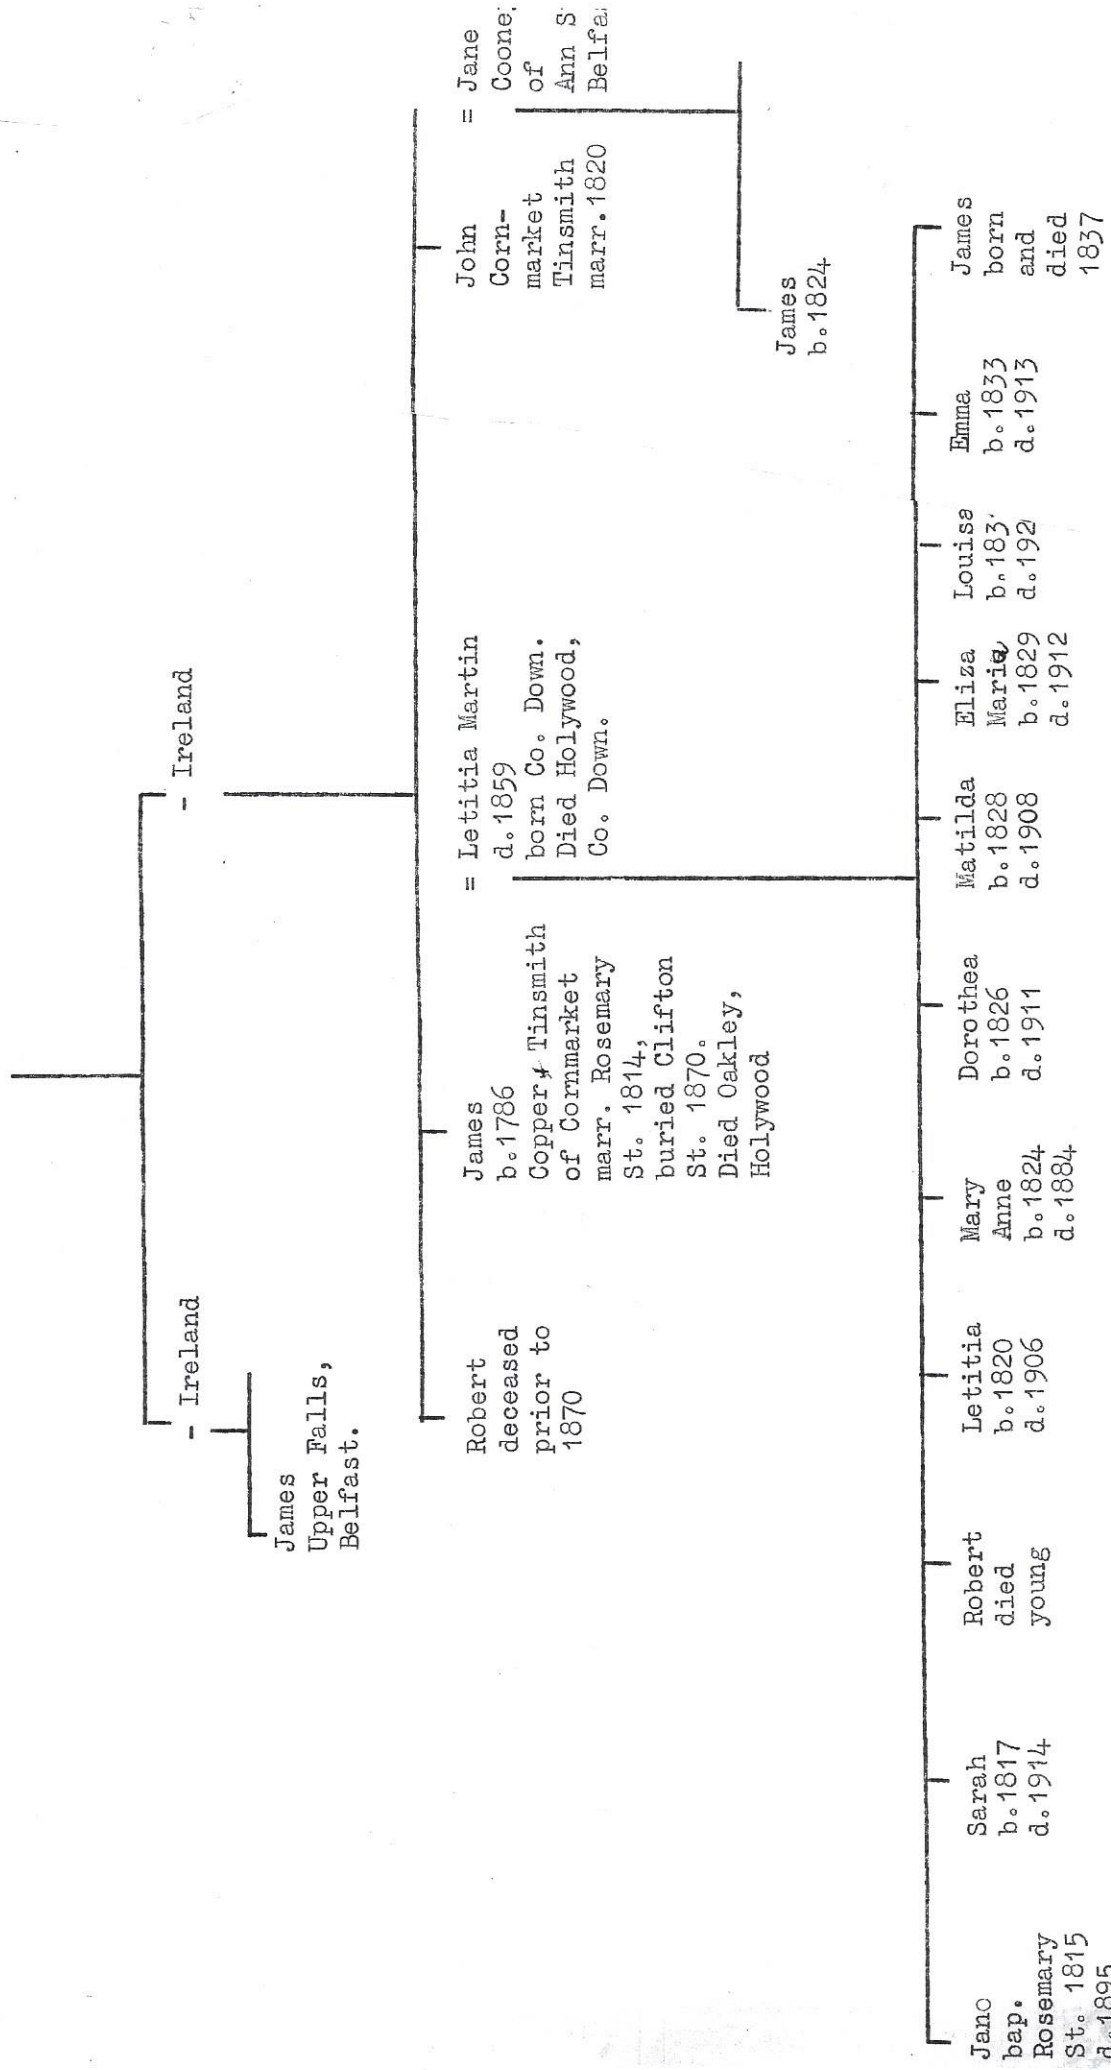 - Ireland
- Ireland
James
Upper Falls,
Belfast.
Robert
deceased
prior to
1870
James
b.1786
Copper & Tinsmith
of Cornmarket
marr. Rosemary
St. 1814,
buried Clifton
St. 1870.
Died Oakley,
Holywood
= Letitia Martin
d.1859
born Co. Down.
Died Holywood,
Co. Down.
John
Corn-
market
Tinsmith
marr.1820
= Jane
of
Ann
James
b.1824
Jane
bap.
Rosemary
St. 1815
d.1895
Sarah
b.1817
d.1914
Robert
died
young
Letitia
b.1820
d.1906
Mary
Anne
b.1824
d.1884
Dorothea
b.1826
d.1911
Matilda
b.1828
d.1908
Eliza
Maria
b.1829
d.1912
Louisa
Emma
b.1833
d.1913
James
born
and
died
1837